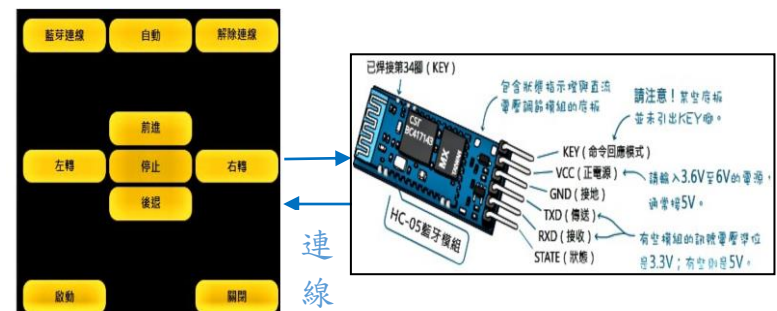 藍芽連線
自動
解除連線
前進
左轉
停止
右轉
後退
啟動
關閉
連
線
已焊接第34腳(KEY)
包含狀態指示燈與直流
電壓調節模組的底板
請注意!某些底板
並未引出KEY腳。
CSR
BC417143
MX
HC-05藍牙模組
KEY(命令回應模式)
VCC(正電源)
GND(接地)
TXD(傳送)
RXD(接收)
STATE(狀態)
請輸入3.6V至6V的電源,
通常接5V。
有些模組的訊號電壓準位
是3.3V;有些則是5V。